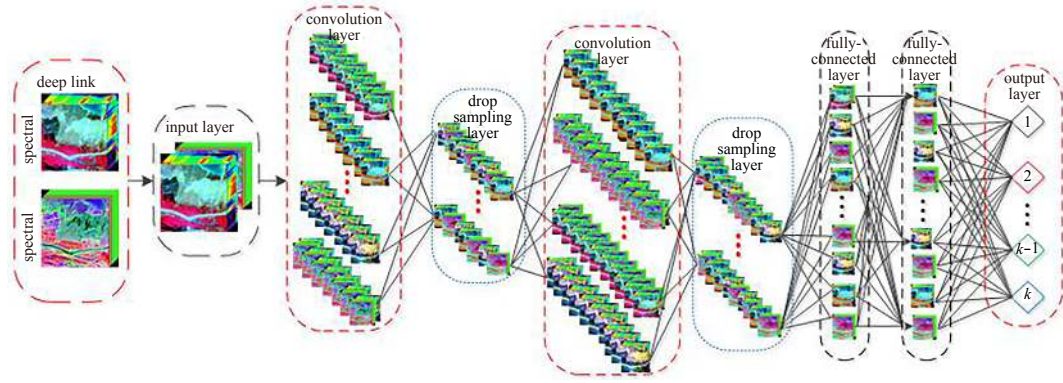 deep link
spectral
spectral
input layer
convolution
layer
drop
sampling
layer
convolution
layer
drop
sampling
layer
fully-
connected
layer
fully-
connected
layer
output
layer
1
2
k−1
k